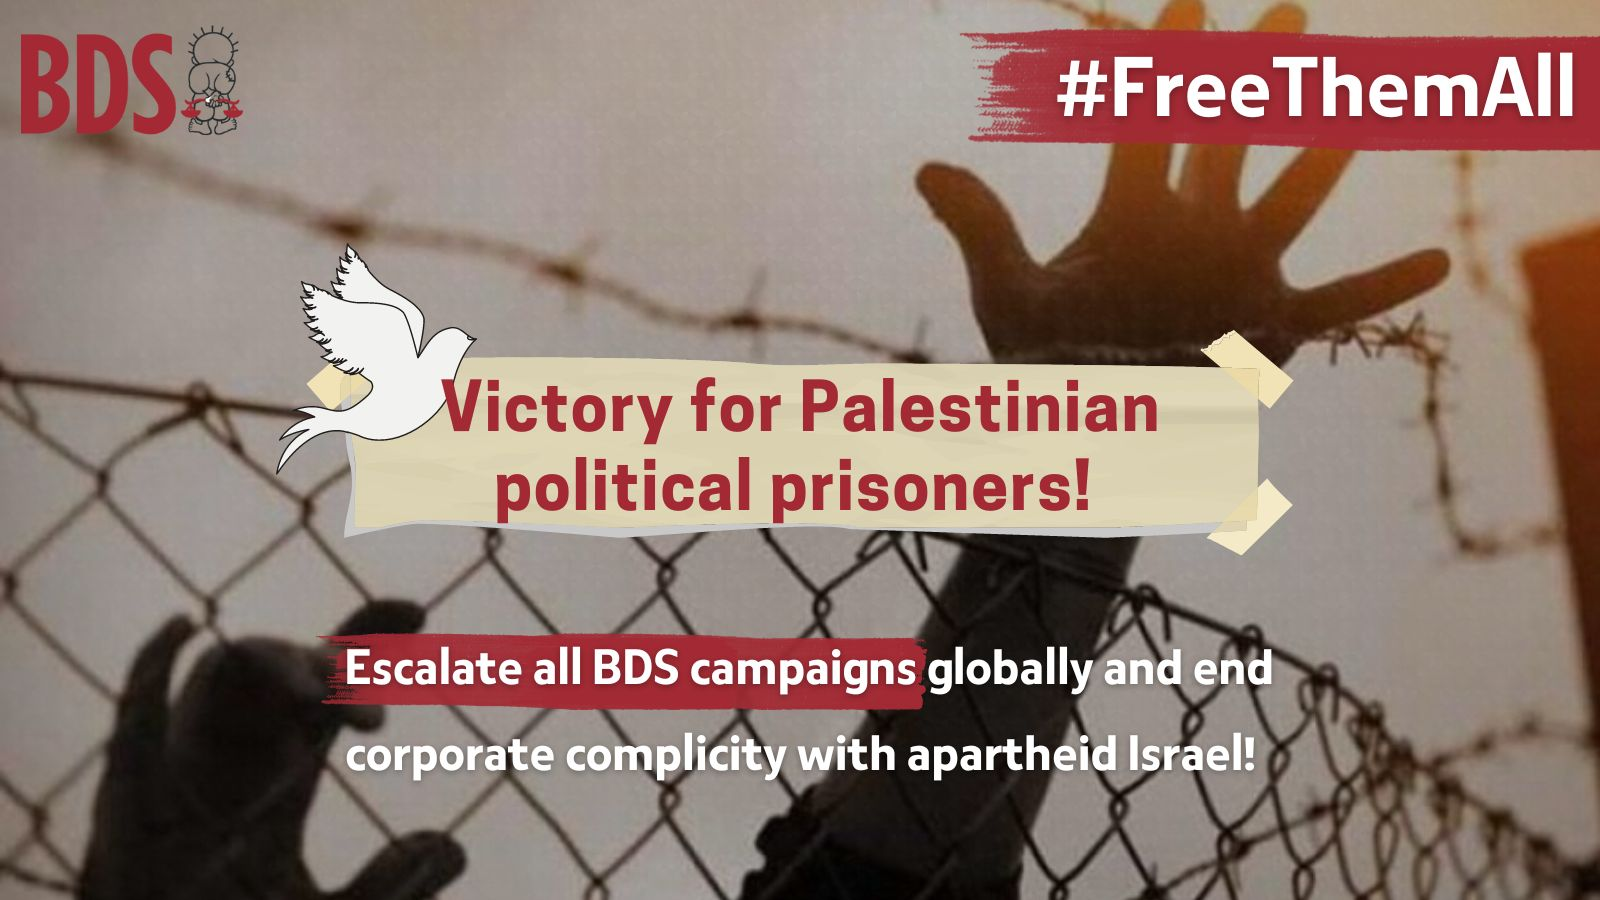 BDS
#FreeThemAll
Victory for Palestinian
political prisoners!
Escalate all BDS campaigns globally and end
corporate complicity with apartheid Israel!